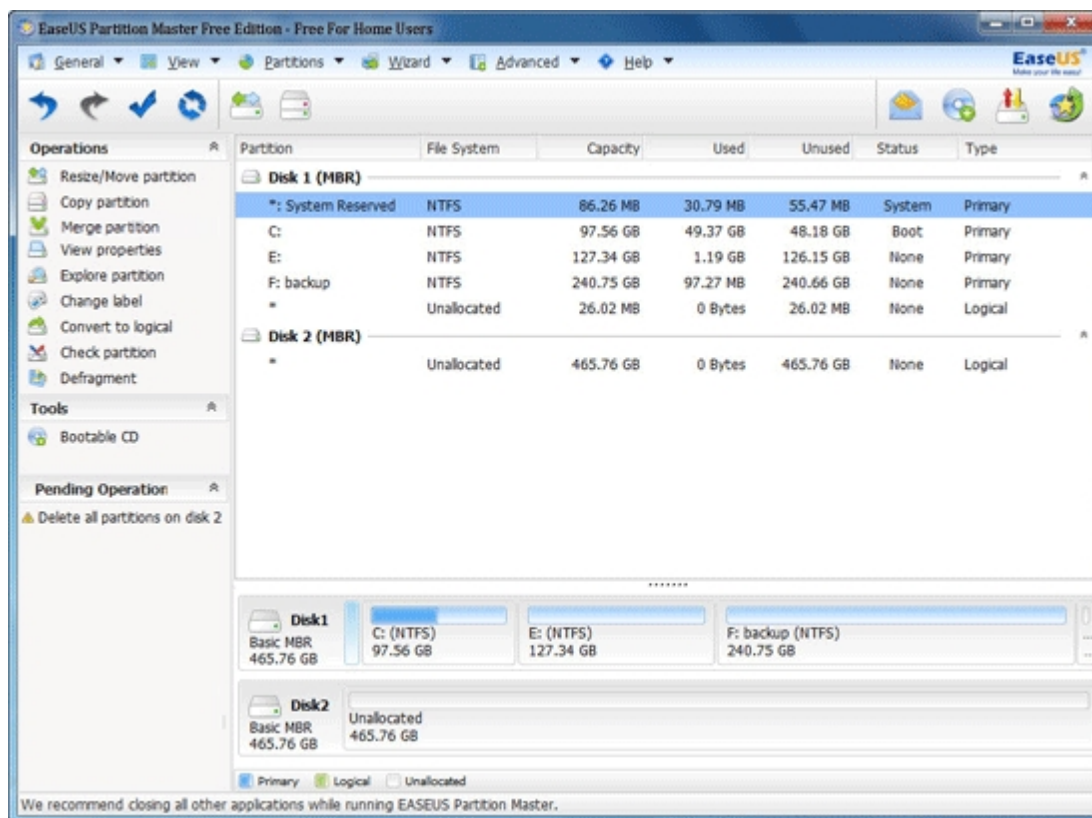 EaseUS Partition Master Free Edition - Free For Home Users
General View Partitions Wizard Advanced Help
EaseUS
Make your life easy!
Operations
Resize/Move partition
Copy partition
Merge partition
View properties
Explore partition
Change label
Convert to logical
Check partition
Defragment
Tools
Bootable CD
Pending Operation
Delete all partitions on disk 2
Partition File System Capacity Used Unused Status Type
Disk 1 (MBR)
*: System Reserved NTFS 86.26 MB 30.79 MB 55.47 MB System Primary
C: NTFS 97.56 GB 49.37 GB 48.18 GB Boot Primary
E: NTFS 127.34 GB 1.19 GB 126.15 GB None Primary
F: backup NTFS 240.75 GB 97.27 MB 240.66 GB None Primary
* Unallocated 26.02 MB 0 Bytes 26.02 MB None Logical
Disk 2 (MBR)
* Unallocated 465.76 GB 0 Bytes 465.76 GB None Logical
Disk1
Basic MBR
465.76 GB
C: (NTFS)
97.56 GB
E: (NTFS)
127.34 GB
F: backup (NTFS)
240.75 GB
...
...
Disk2
Basic MBR
465.76 GB
Unallocated
465.76 GB
Primary Logical Unallocated
We recommend closing all other applications while running EASEUS Partition Master.